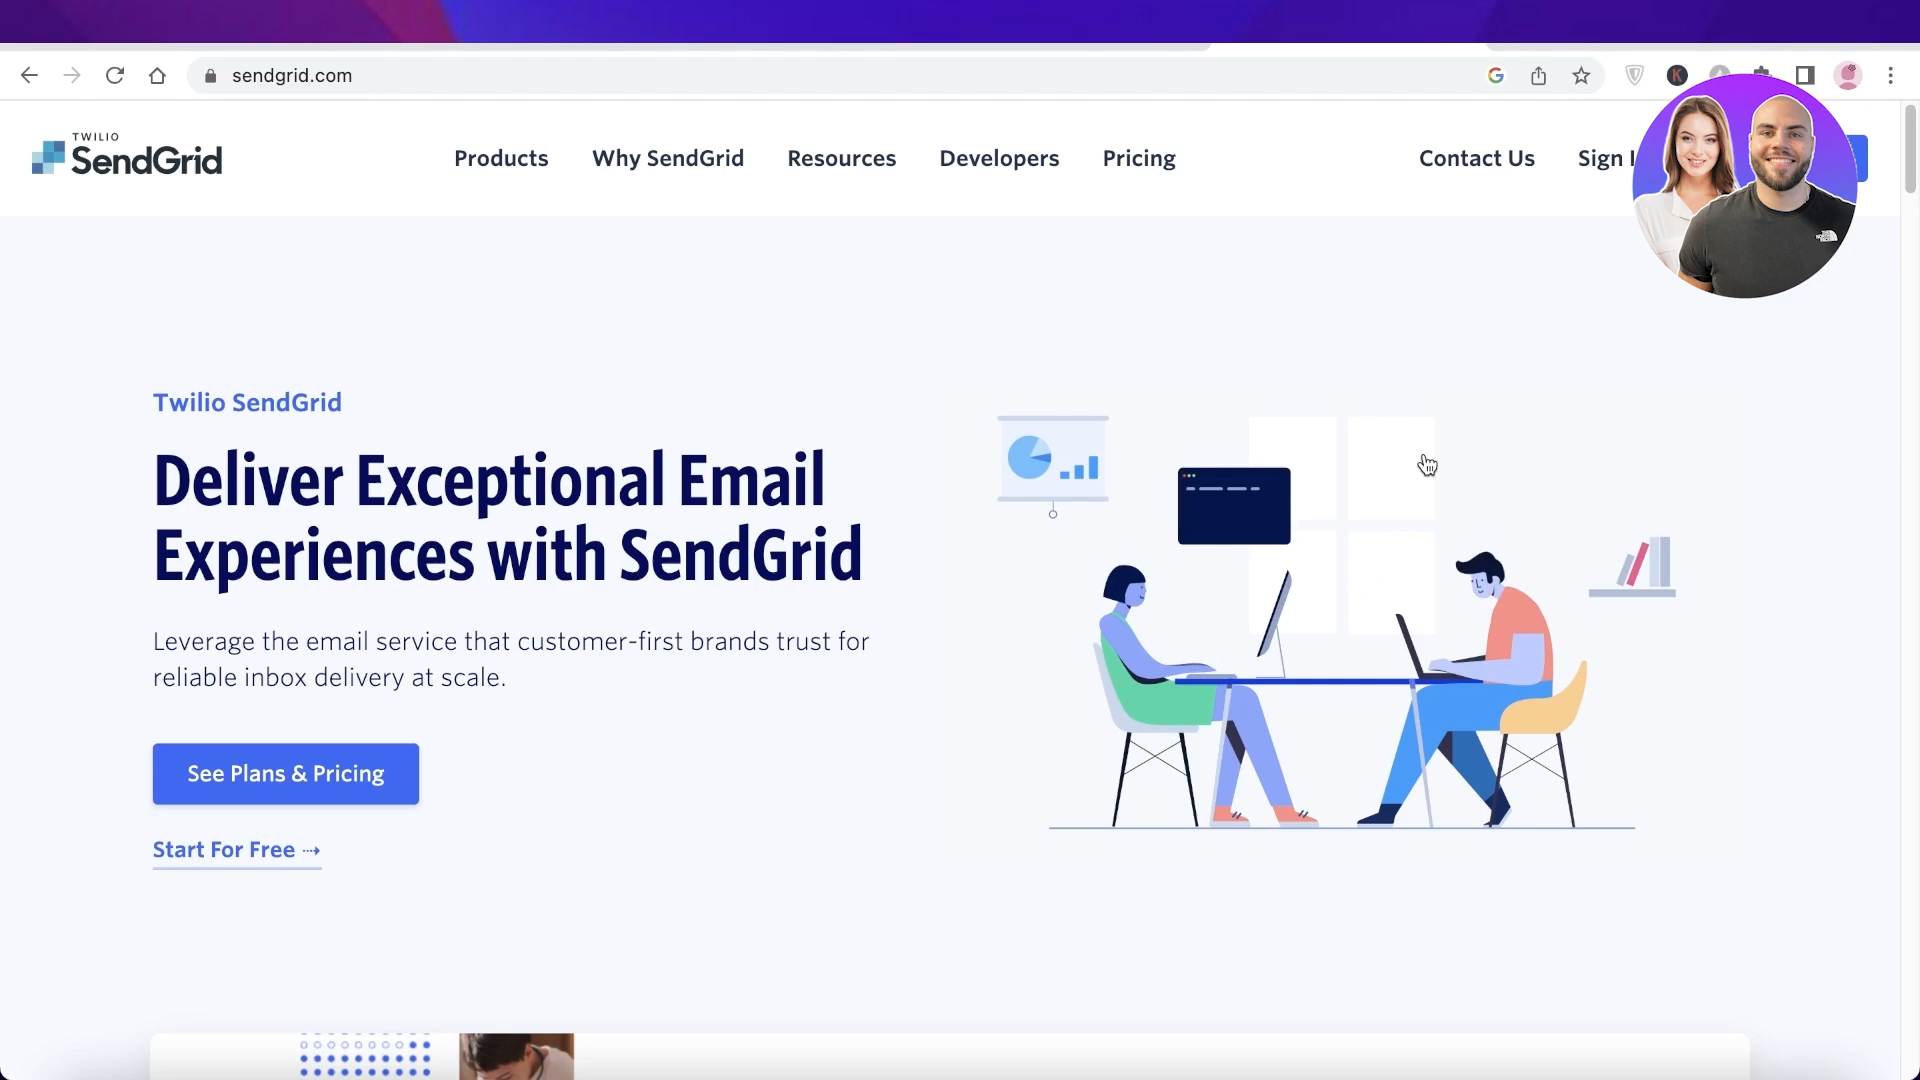 sendgrid.com
TWILIO
SendGrid
Products
Why SendGrid
Resources
Developers
Pricing
Contact Us
Sign
Twilio SendGrid
Deliver Exceptional Email
Experiences with SendGrid
Leverage the email service that customer-first brands trust for
reliable inbox delivery at scale.
See Plans & Pricing
Start For Free